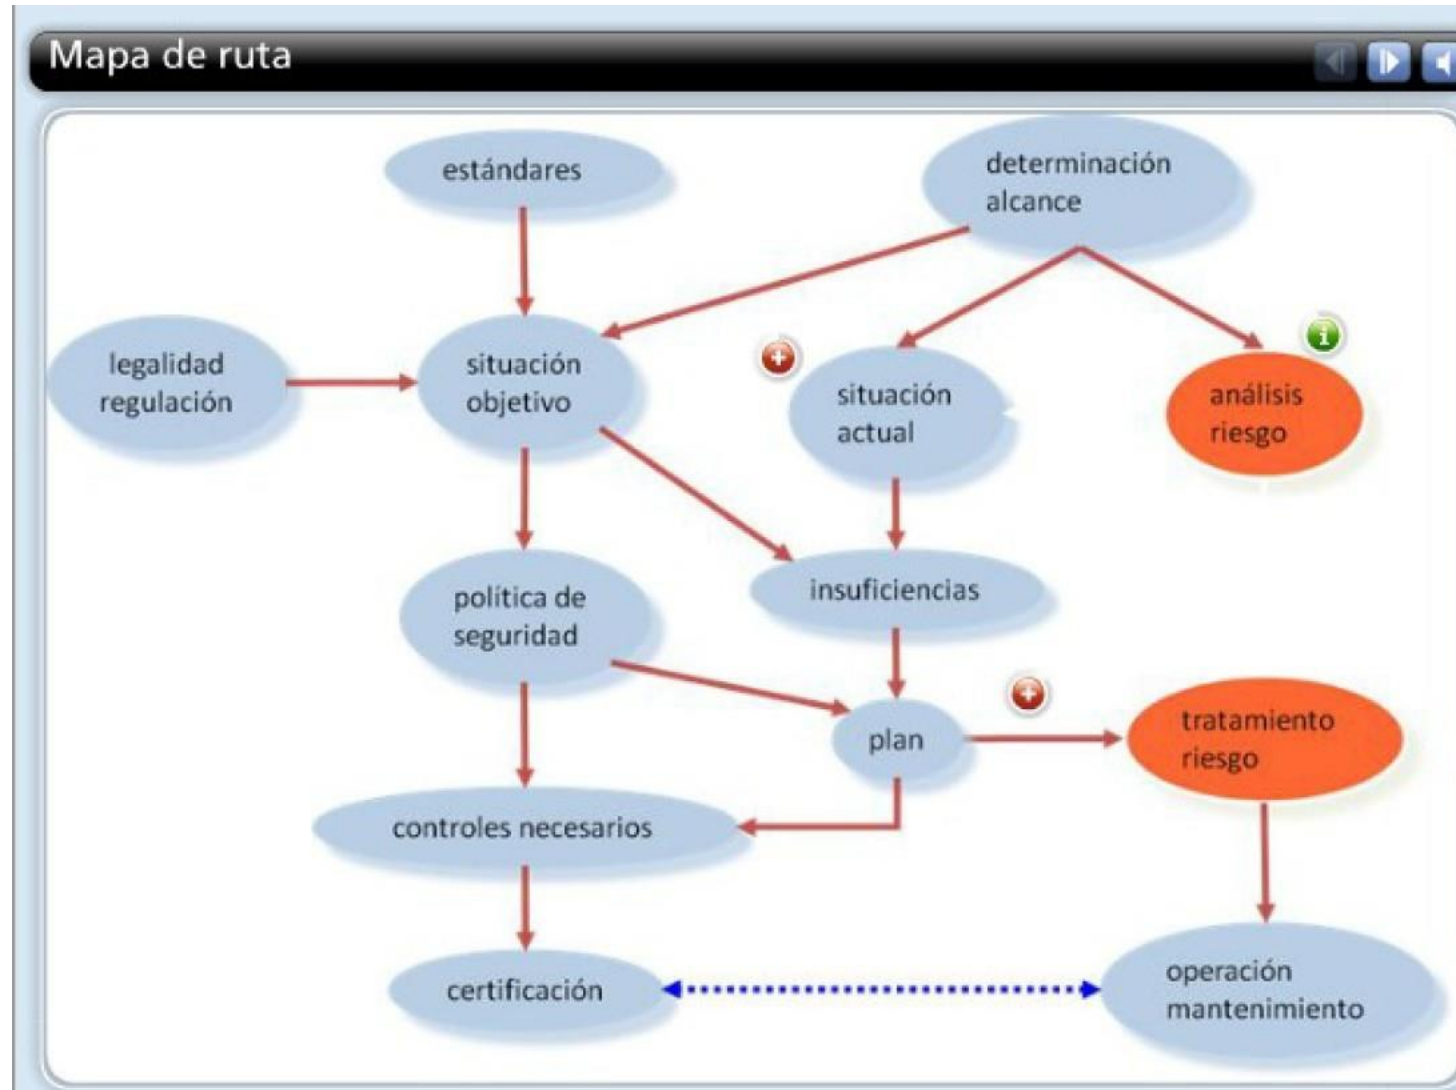 Mapa de ruta
estándares
determinación
alcance
legalidad
regulación
situación
objetivo
situación
actual
análisis
riesgo
política de
seguridad
insuficiencias
plan
tratamiento
riesgo
controles necesarios
certificación
operación
mantenimiento